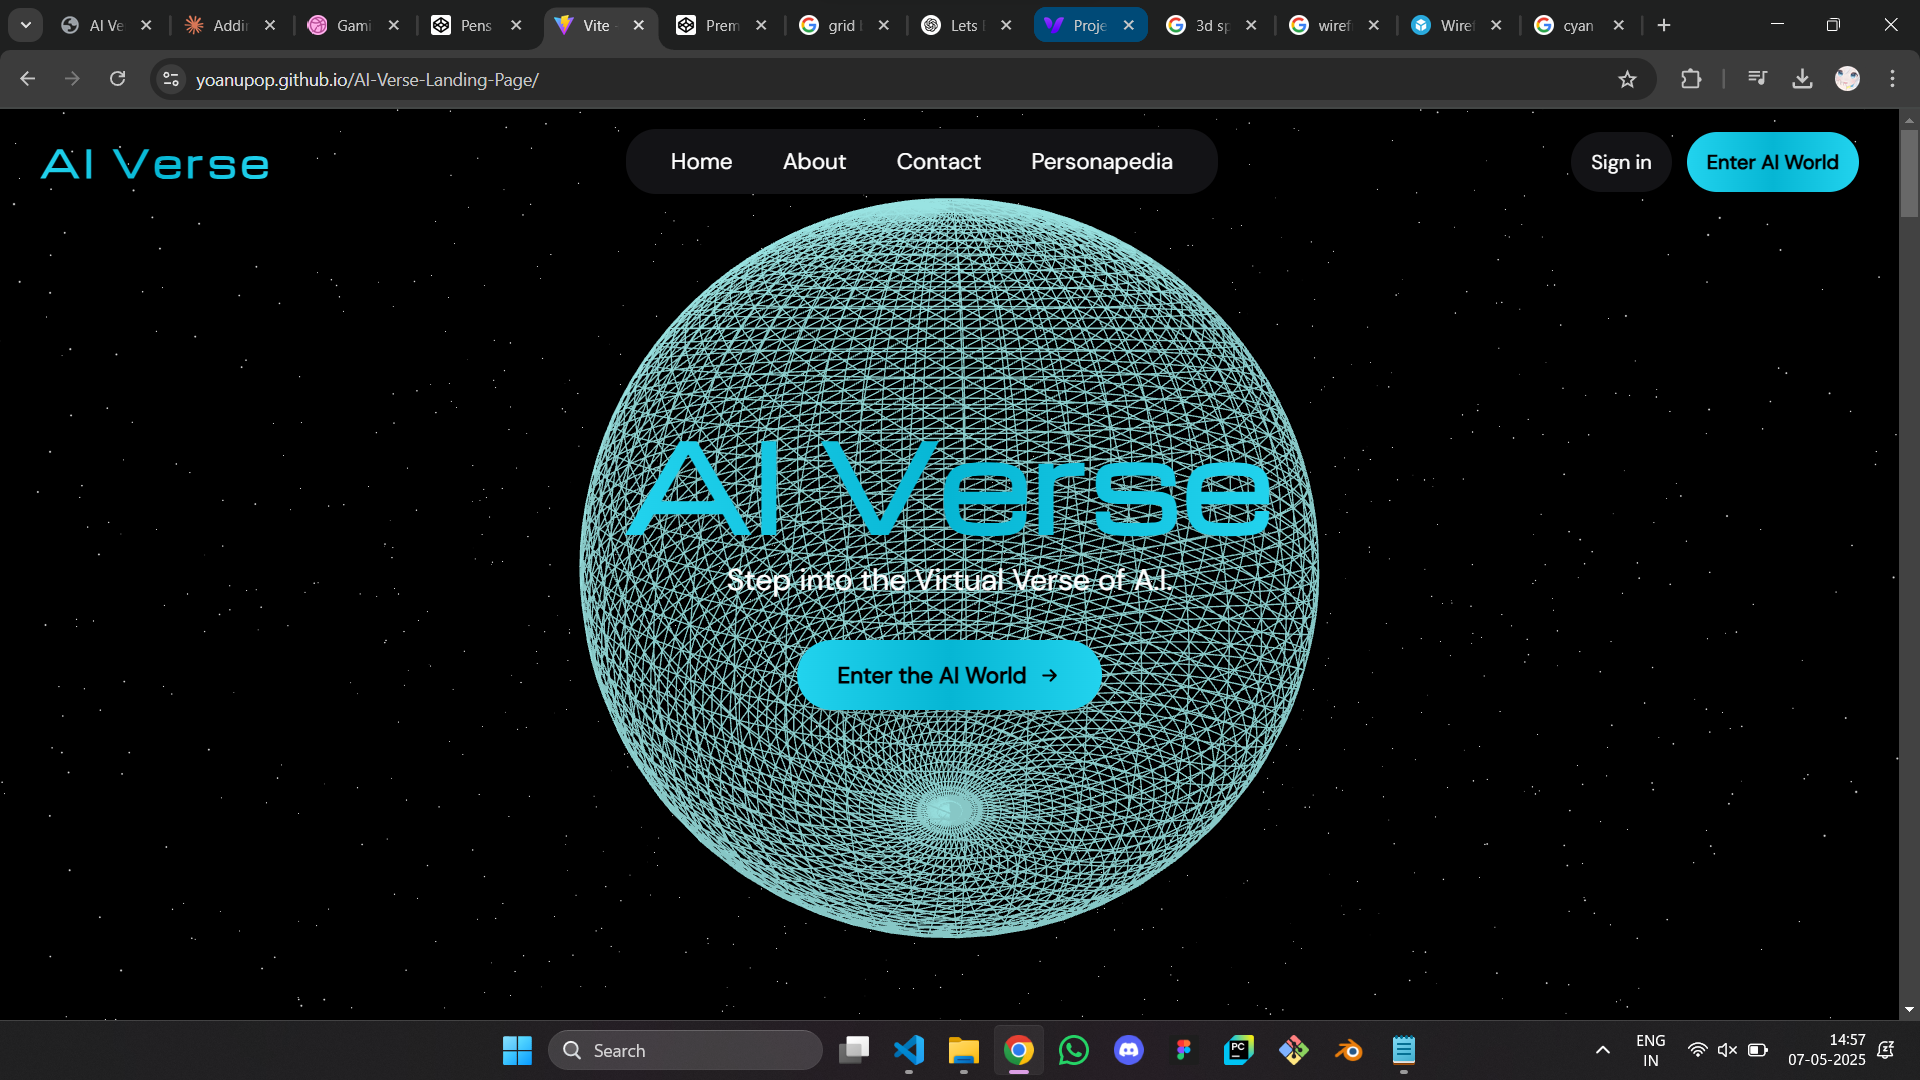 AI Ve
Addi
Gami
Pens
Vite -
Prem
grid l
Lets
Proje
3d sp
wiref
Wiref
cyan
yoanupop.github.io/AI-Verse-Landing-Page/
AI Verse
Home About Contact Personapedia
Sign in
Enter AI World
AI Verse
Step into the Virtual Verse of A.I.
Enter the AI World →
Search
PC
ENG
IN
14:57
07-05-2025